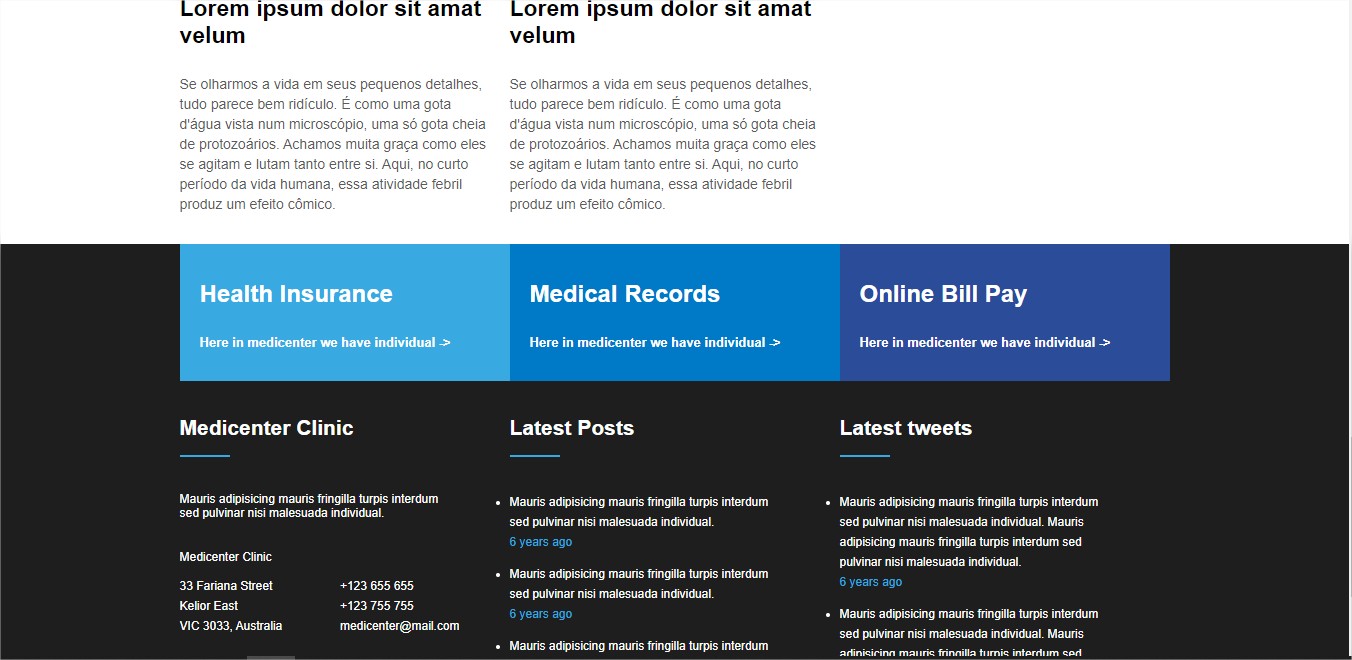 Lorem ipsum dolor sit amat
velum
Se olharmos a vida em seus pequenos detalhes,
tudo parece bem ridículo. É como uma gota
d'água vista num microscópio, uma só gota cheia
de protozoários. Achamos muita graça como eles
se agitam e lutam tanto entre si. Aqui, no curto
período da vida humana, essa atividade febril
produz um efeito cômico.
Lorem ipsum dolor sit amat
velum
Se olharmos a vida em seus pequenos detalhes,
tudo parece bem ridículo. É como uma gota
d'água vista num microscópio, uma só gota cheia
de protozoários. Achamos muita graça como eles
se agitam e lutam tanto entre si. Aqui, no curto
período da vida humana, essa atividade febril
produz um efeito cômico.
Health Insurance
Here in medicenter we have individual ->
Medical Records
Here in medicenter we have individual ->
Online Bill Pay
Here in medicenter we have individual ->
Medicenter Clinic
Mauris adipisicing mauris fringilla turpis interdum
sed pulvinar nisi malesuada individual.
Medicenter Clinic
33 Fariana Street
Kelior East
VIC 3033, Australia
+123 655 655
+123 755 755
medicenter@mail.com
Latest Posts
Mauris adipisicing mauris fringilla turpis interdum
sed pulvinar nisi malesuada individual.
6 years ago
Mauris adipisicing mauris fringilla turpis interdum
sed pulvinar nisi malesuada individual.
6 years ago
Mauris adipisicing mauris fringilla turpis interdum
Latest tweets
Mauris adipisicing mauris fringilla turpis interdum
sed pulvinar nisi malesuada individual. Mauris
adipisicing mauris fringilla turpis interdum sed
pulvinar nisi malesuada individual.
6 years ago
Mauris adipisicing mauris fringilla turpis interdum
sed pulvinar nisi malesuada individual. Mauris
adipisicing mauris fringilla turpis interdum sed